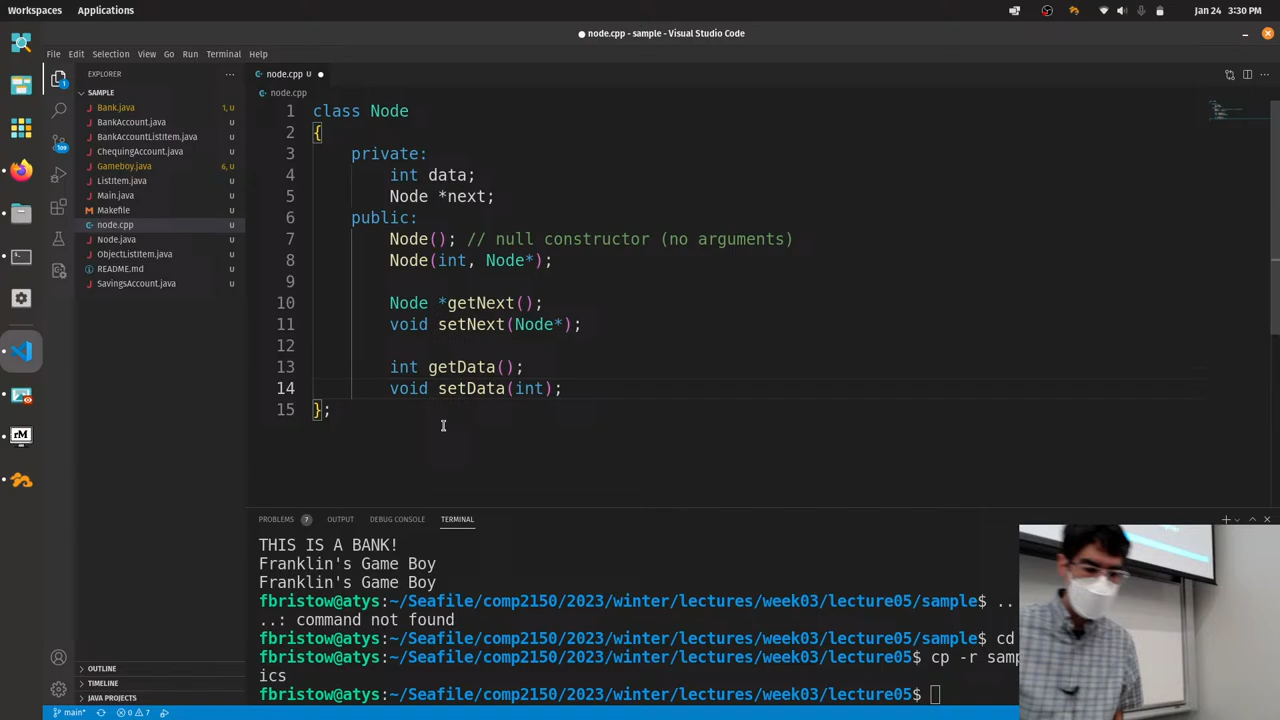 Workspaces Applications Jan 24 3:30 PM
● node.cpp - sample - Visual Studio Code
File Edit Selection View Go Run Terminal Help
EXPLORER
SAMPLE
Bank.java 1, U
BankAccount.java U
BankAccountListItem.java U
ChequingAccount.java U
Gameboy.java 6, U
ListItem.java U
Main.java U
Makefile U
node.cpp U
Node.java U
ObjectListItem.java U
README.md U
SavingsAccount.java U
OUTLINE
TIMELINE
JAVA PROJECTS
1
109
rM
node.cpp U ●
node.cpp
1 class Node
2 {
3 private:
4 int data;
5 Node *next;
6 public:
7 Node(); // null constructor (no arguments)
8 Node(int, Node*);
9
10 Node *getNext();
11 void setNext(Node*);
12
13 int getData();
14 void setData(int);
15 };
PROBLEMS 7 OUTPUT DEBUG CONSOLE TERMINAL
THIS IS A BANK!
Franklin's Game Boy
Franklin's Game Boy
fbristow@atys:~/Seafile/comp2150/2023/winter/lectures/week03/lecture05/sample$ ..
..: command not found
fbristow@atys:~/Seafile/comp2150/2023/winter/lectures/week03/lecture05/sample$ cd
fbristow@atys:~/Seafile/comp2150/2023/winter/lectures/week03/lecture05$ cp -r samp
ics
fbristow@atys:~/Seafile/comp2150/2023/winter/lectures/week03/lecture05$
main* 0 7